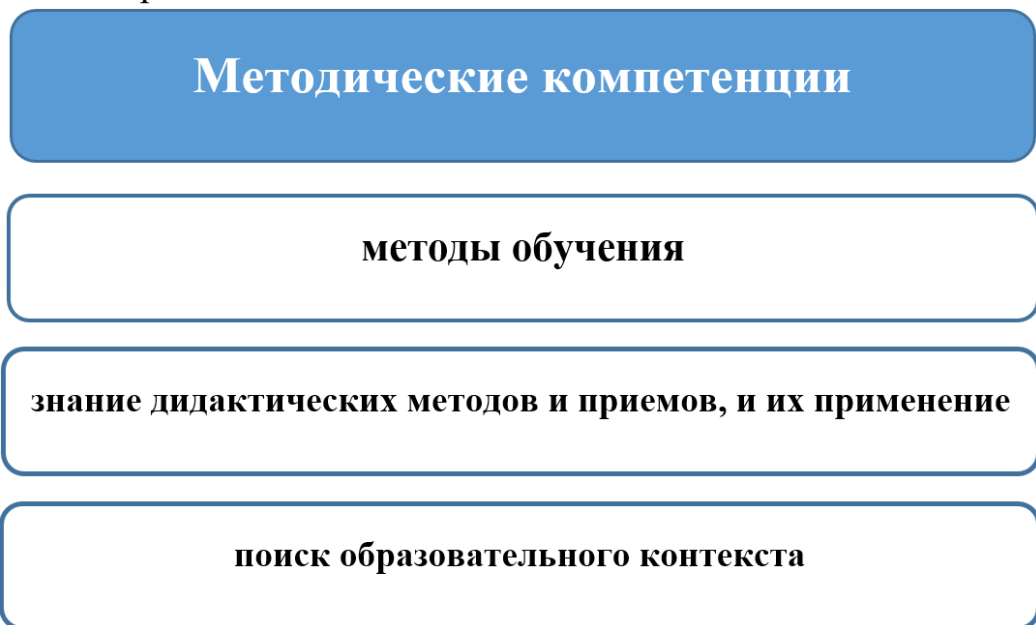 Методические компетенции
методы обучения
знание дидактических методов и приемов, и их применение
поиск образовательного контекста